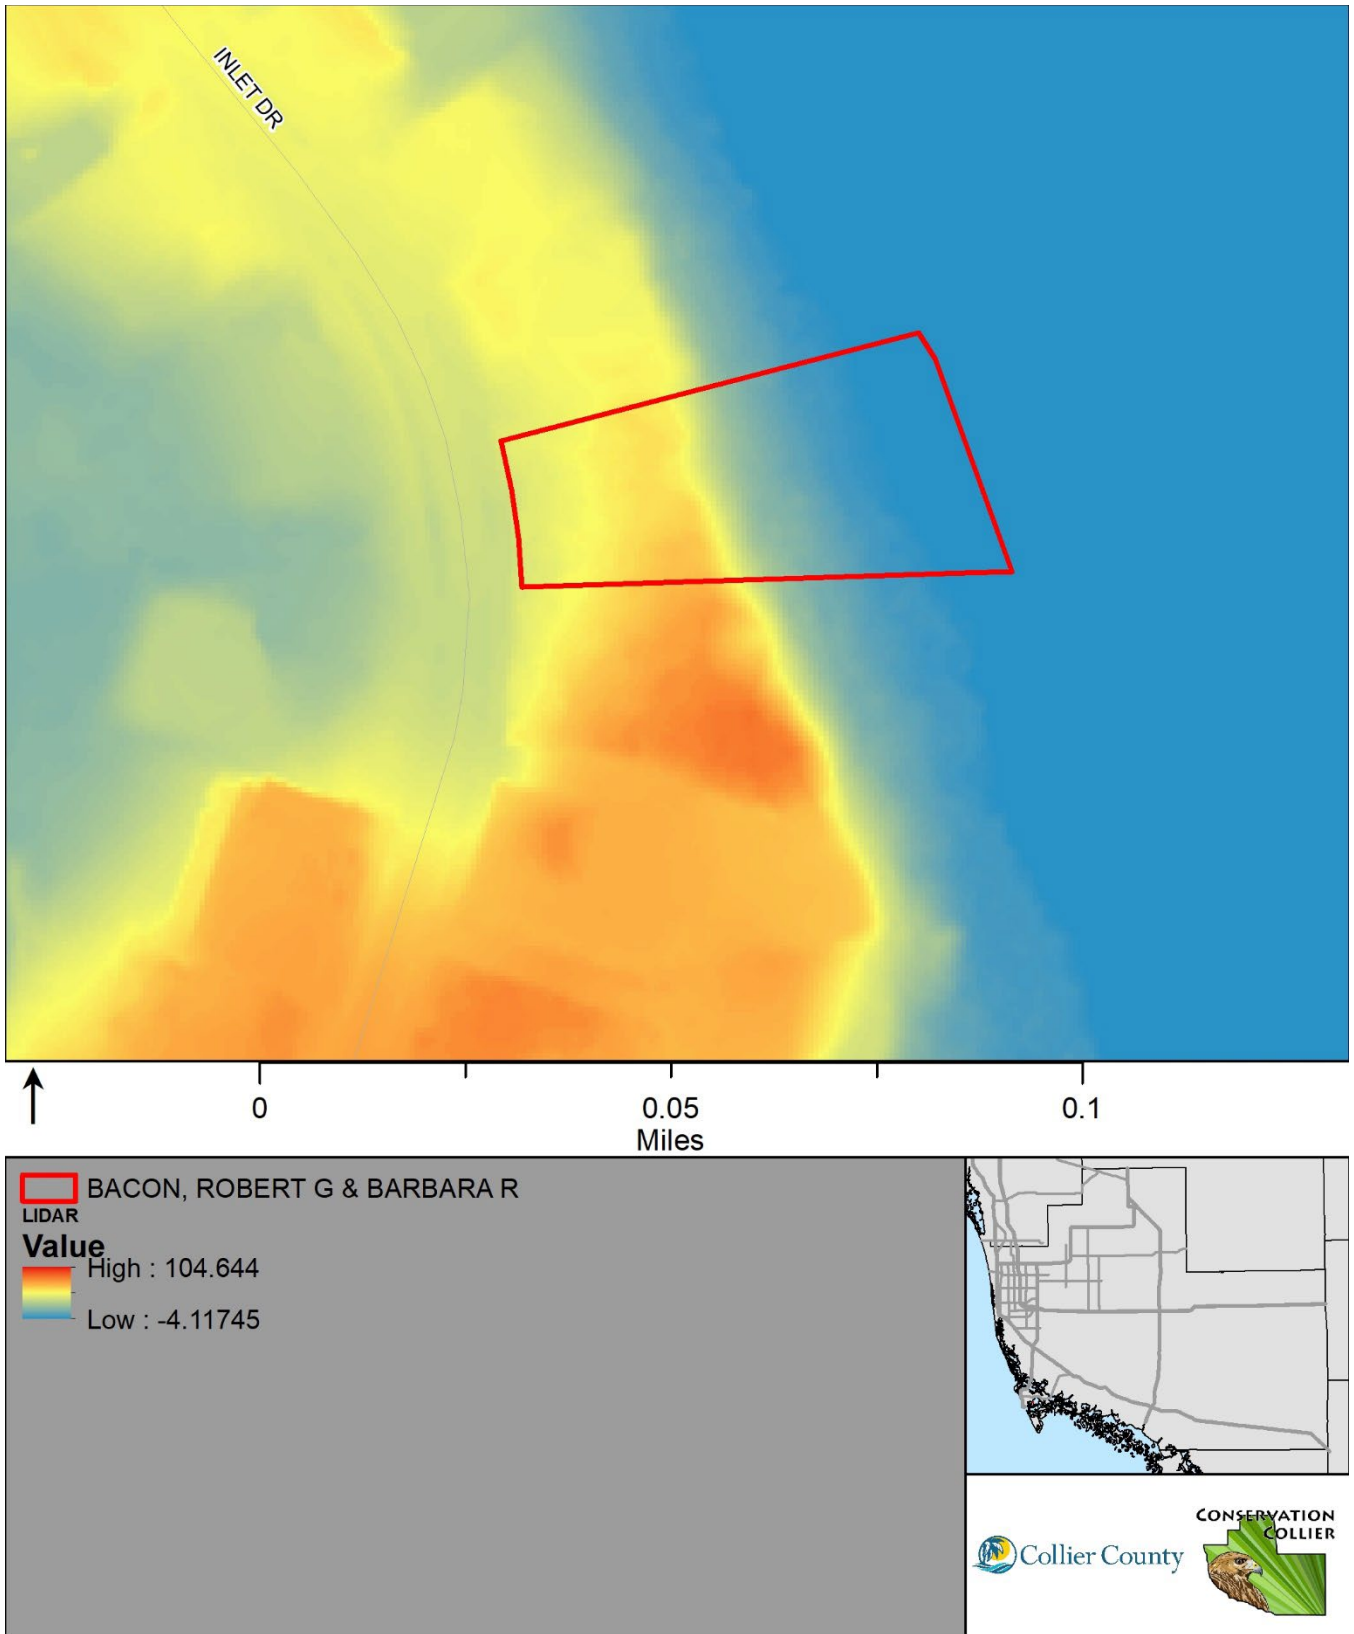 INLET DR
0 0.05 0.1
Miles
BACON, ROBERT G & BARBARA R
LIDAR
Value
High : 104.644
Low : -4.11745
CONSERVATION
COLLIER
Collier County